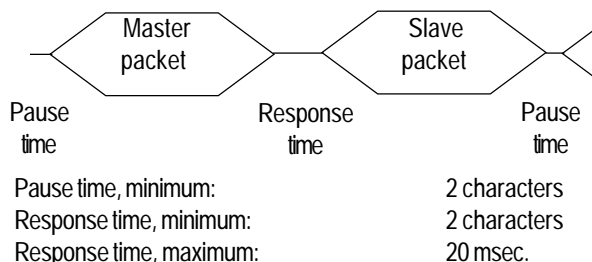 Master
packet
Slave
packet
Pause
time
Response
time
Pause
time
Pause time, minimum: 2 characters
Response time, minimum: 2 characters
Response time, maximum: 20 msec.